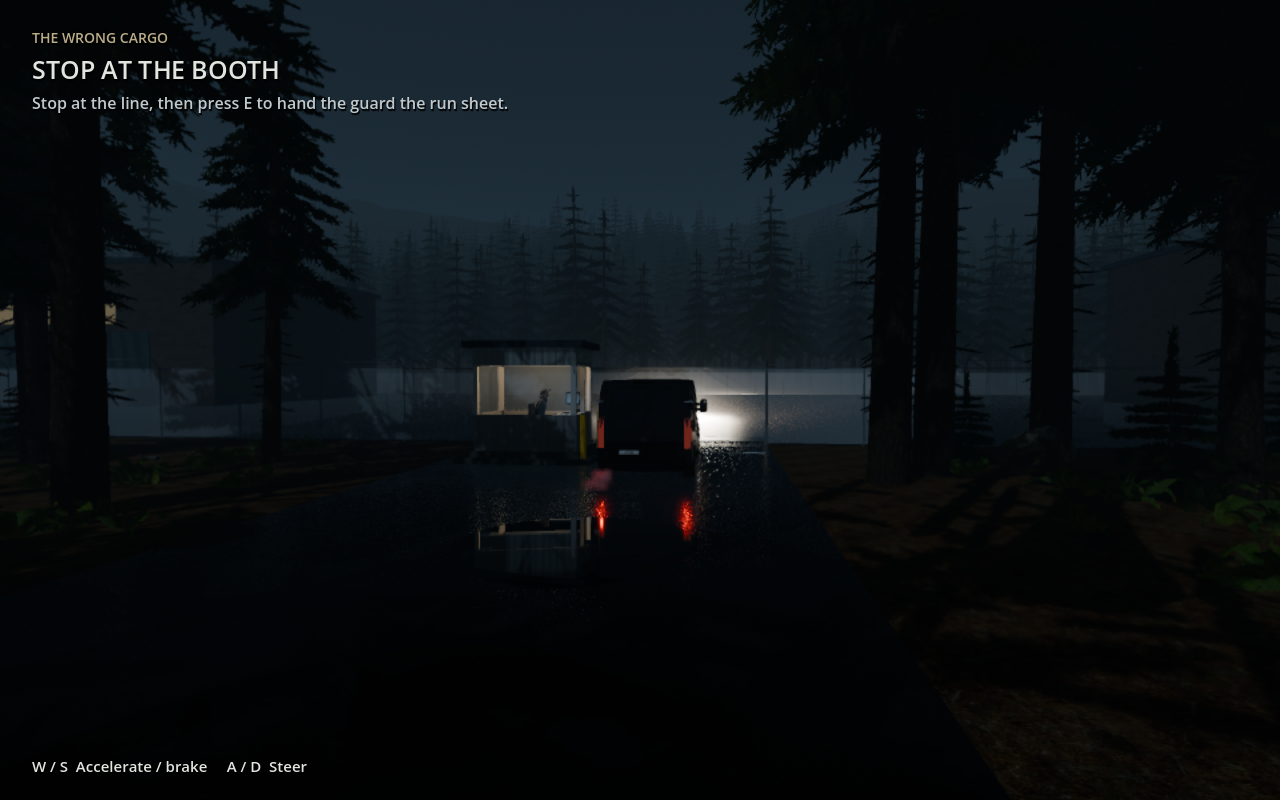 THE WRONG CARGO
STOP AT THE BOOTH
Stop at the line, then press E to hand the guard the run sheet.
W / S Accelerate / brake A / D Steer